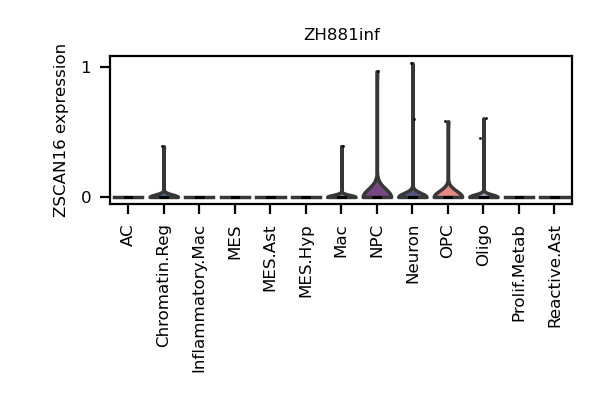 ZH881inf
ZSCAN16 expression
1
0
AC
Chromatin.Reg
Inflammatory.Mac
MES
MES.Ast
MES.Hyp
Mac
NPC
Neuron
OPC
Oligo
Prolif.Metab
Reactive.Ast